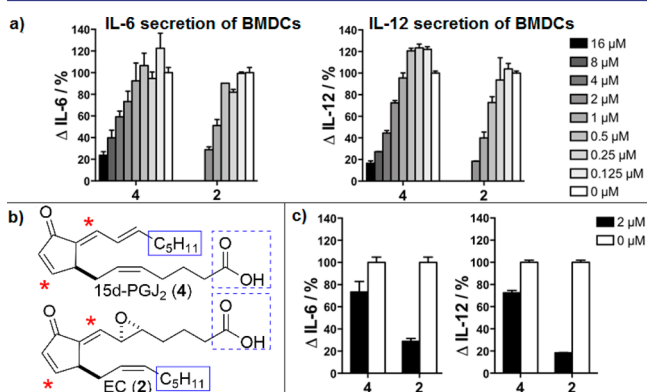 a)
IL-6 secretion of BMDCs
IL-12 secretion of BMDCs
Δ IL-6 / %
140
120
100
80
60
40
20
0
4 2
Δ IL-12 / %
140
120
100
80
60
40
20
0
4 2
16 µM
8 µM
4 µM
2 µM
1 µM
0.5 µM
0.25 µM
0.125 µM
0 µM
b)
O
*
C₅H₁₁
O
OH
*
15d-PGJ₂ (4)
O
*
O
O
OH
*
C₅H₁₁
EC (2)
c)
Δ IL-6 / %
140
120
100
80
60
40
20
0
4 2
Δ IL-12 / %
140
120
100
80
60
40
20
0
4 2
2 µM
0 µM